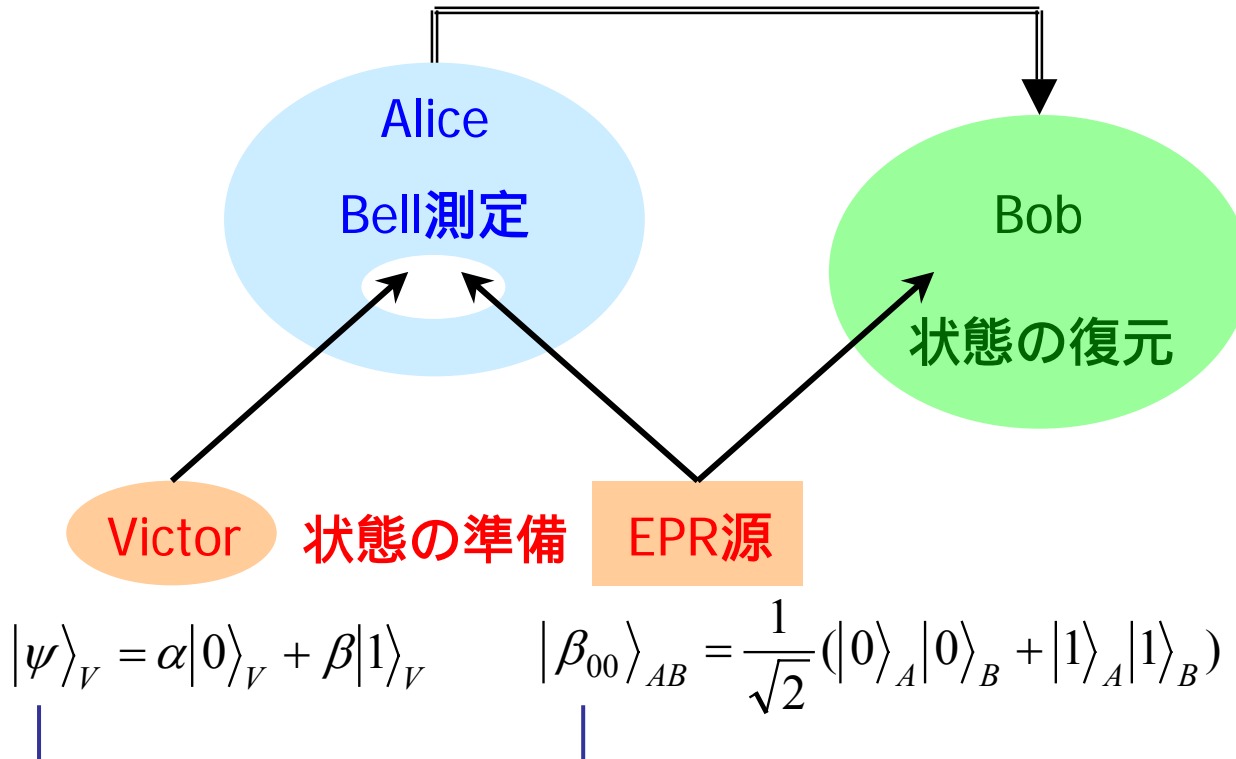 Alice
Bell測定
Bob
状態の復元
Victor 状態の準備 EPR源
|ψ⟩_V = α|0⟩_V + β|1⟩_V
|β_00⟩_AB = 1/√2 (|0⟩_A|0⟩_B + |1⟩_A|1⟩_B)